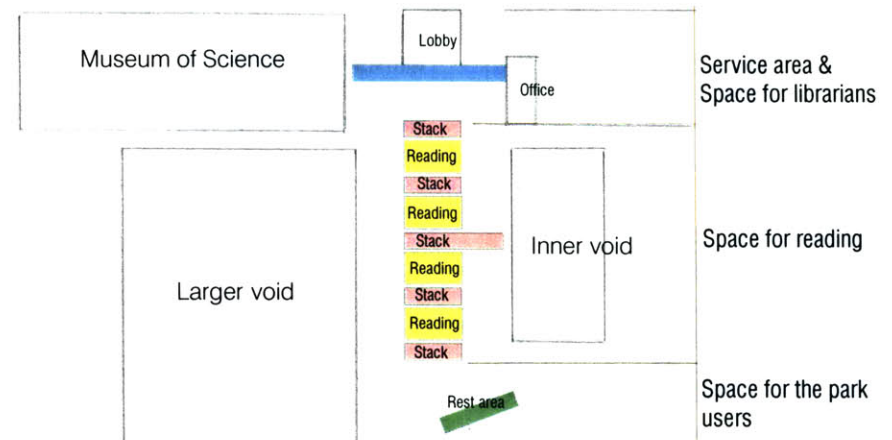 Museum of Science
Lobby
Office
Service area &
Space for librarians
Stack
Reading
Stack
Reading
Stack
Reading
Stack
Reading
Stack
Larger void
Inner void
Space for reading
Rest area
Space for the park
users